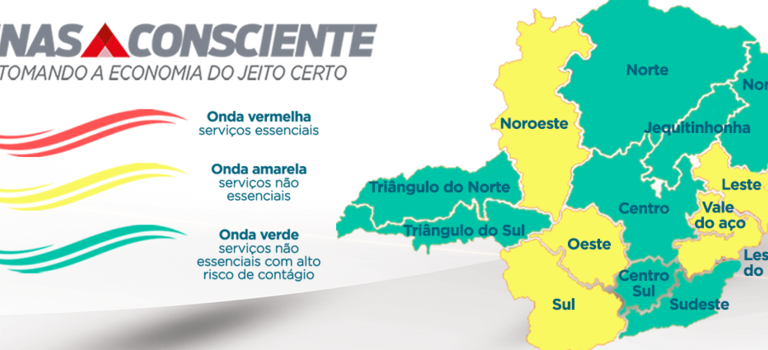 NAS CONSCIENTE
TOMANDO A ECONOMIA DO JEITO CERTO
Onda vermelha
serviços essenciais
Onda amarela
serviços não
essenciais
Onda verde
serviços não
essenciais com alto
risco de contágio
Norte
Nor
Noroeste
Jequitinhonha
Triângulo do Norte
Leste
Centro
Vale
do aço
Triângulo do Sul
Oeste
Les
do
Centro
Sul
Sul
Sudeste